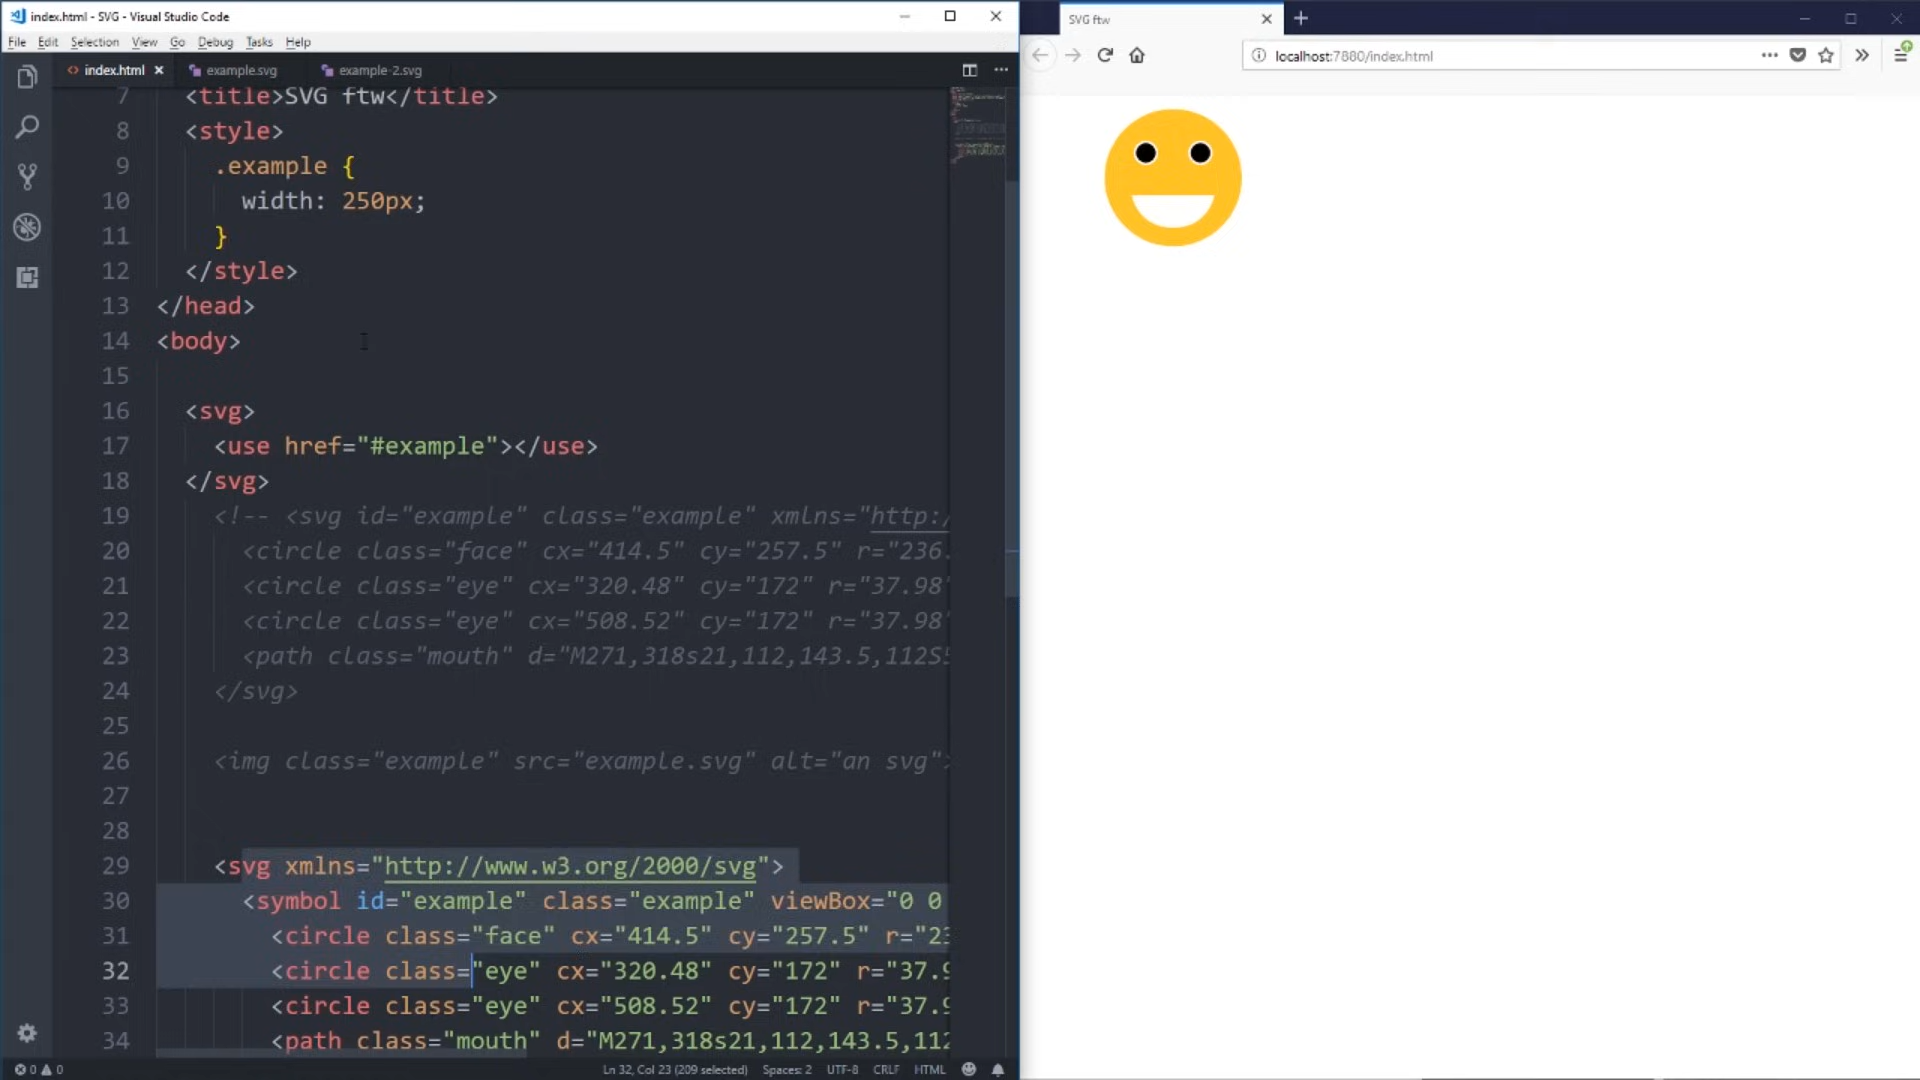 index.html - SVG - Visual Studio Code
File Edit Selection View Go Debug Tasks Help
index.html example.svg example-2.svg
7 <title>SVG ftw</title>
8 <style>
9 .example {
10 width: 250px;
11 }
12 </style>
13 </head>
14 <body>
15
16 <svg>
17 <use href="#example"></use>
18 </svg>
19 <!-- <svg id="example" class="example" xmlns="http:/
20 <circle class="face" cx="414.5" cy="257.5" r="236.
21 <circle class="eye" cx="320.48" cy="172" r="37.98"
22 <circle class="eye" cx="508.52" cy="172" r="37.98"
23 <path class="mouth" d="M271,318s21,112,143.5,112S5
24 </svg>
25
26 <img class="example" src="example.svg" alt="an svg">
27
28
29 <svg xmlns="http://www.w3.org/2000/svg">
30 <symbol id="example" class="example" viewBox="0 0
31 <circle class="face" cx="414.5" cy="257.5" r="23
32 <circle class="eye" cx="320.48" cy="172" r="37.9
33 <circle class="eye" cx="508.52" cy="172" r="37.9
34 <path class="mouth" d="M271,318s21,112,143.5,112
0 0 Ln 32, Col 23 (209 selected) Spaces: 2 UTF-8 CRLF HTML
SVG ftw
localhost:7880/index.html